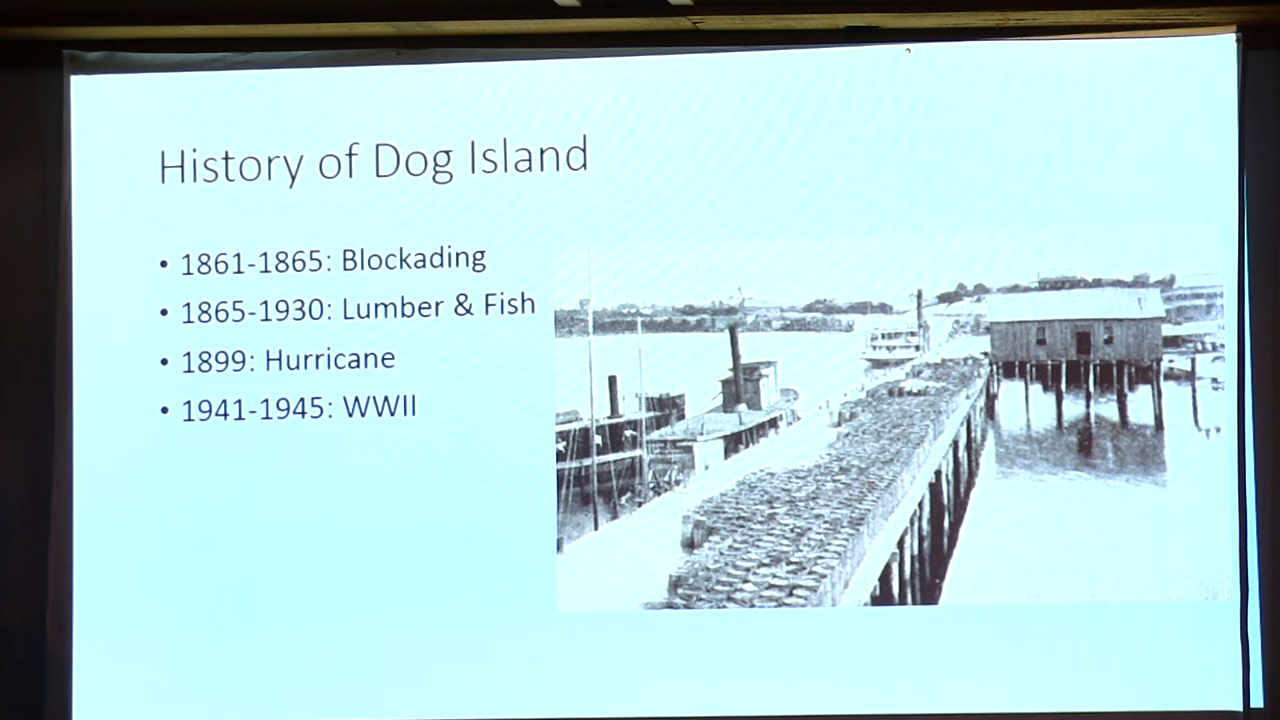 History of Dog Island
• 1861-1865: Blockading
• 1865-1930: Lumber & Fish
• 1899: Hurricane
• 1941-1945: WWII